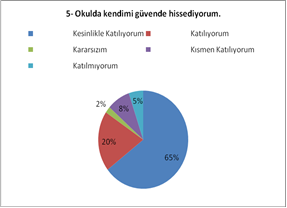 5- Okulda kendimi güvende hissediyorum.
Kesinlikle Katılıyorum Katılıyorum
Kararsızım Kısmen Katılıyorum
Katılmıyorum
5%
2% 8%
20%
65%